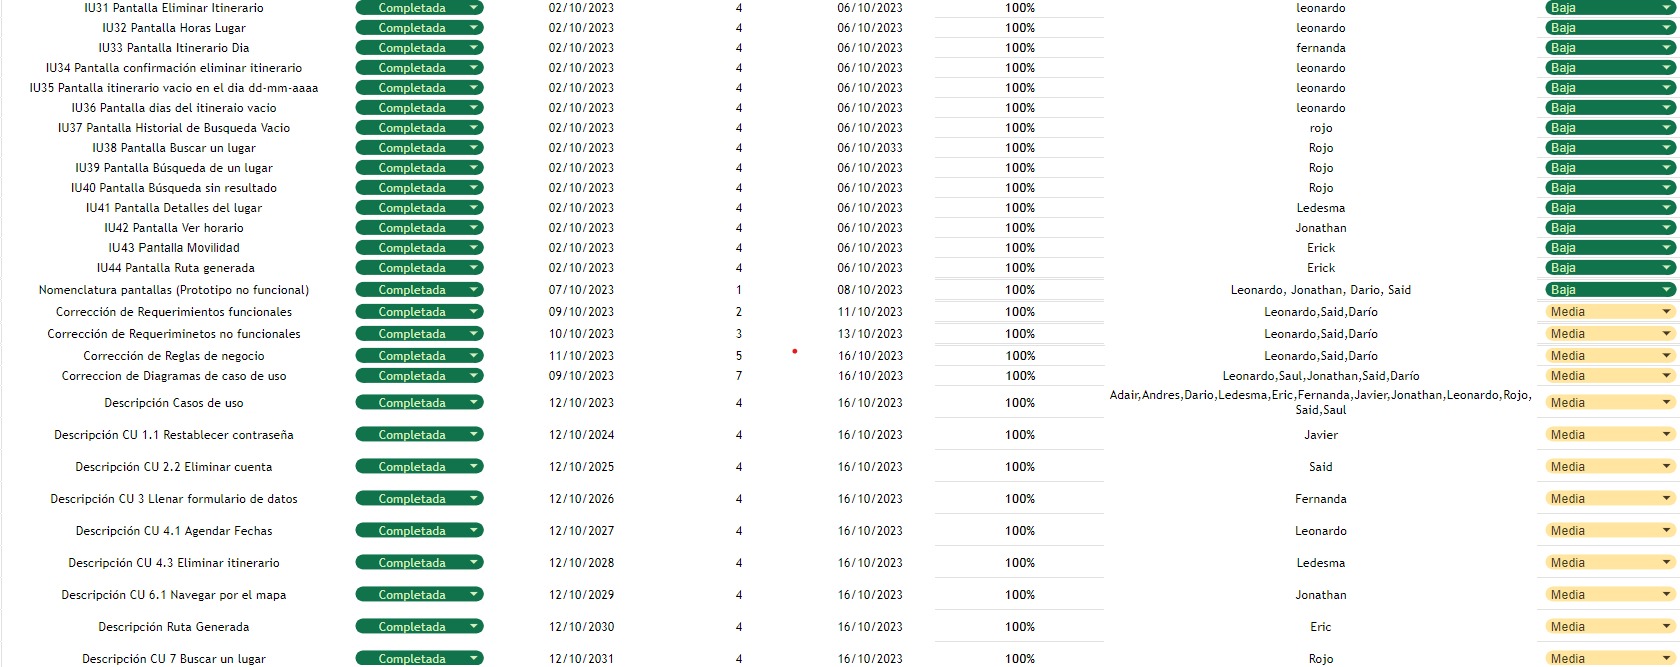 IU31 Pantalla Eliminar Itinerario Completada 02/10/2023 4 06/10/2023 100% leonardo Baja
IU32 Pantalla Horas Lugar Completada 02/10/2023 4 06/10/2023 100% leonardo Baja
IU33 Pantalla Itinerario Dia Completada 02/10/2023 4 06/10/2023 100% fernanda Baja
IU34 Pantalla confirmación eliminar itinerario Completada 02/10/2023 4 06/10/2023 100% leonardo Baja
IU35 Pantalla itinerario vacio en el dia dd-mm-aaaa Completada 02/10/2023 4 06/10/2023 100% leonardo Baja
IU36 Pantalla dias del itineraio vacio Completada 02/10/2023 4 06/10/2023 100% leonardo Baja
IU37 Pantalla Historial de Busqueda Vacio Completada 02/10/2023 4 06/10/2023 100% rojo Baja
IU38 Pantalla Buscar un lugar Completada 02/10/2023 4 06/10/2033 100% Rojo Baja
IU39 Pantalla Búsqueda de un lugar Completada 02/10/2023 4 06/10/2023 100% Rojo Baja
IU40 Pantalla Búsqueda sin resultado Completada 02/10/2023 4 06/10/2023 100% Rojo Baja
IU41 Pantalla Detalles del lugar Completada 02/10/2023 4 06/10/2023 100% Ledesma Baja
IU42 Pantalla Ver horario Completada 02/10/2023 4 06/10/2023 100% Jonathan Baja
IU43 Pantalla Movilidad Completada 02/10/2023 4 06/10/2023 100% Erick Baja
IU44 Pantalla Ruta generada Completada 02/10/2023 4 06/10/2023 100% Erick Baja
Nomenclatura pantallas (Prototipo no funcional) Completada 07/10/2023 1 08/10/2023 100% Leonardo, Jonathan, Dario, Said Baja
Corrección de Requerimientos funcionales Completada 09/10/2023 2 11/10/2023 100% Leonardo,Said,Darío Media
Corrección de Requeriminetos no funcionales Completada 10/10/2023 3 13/10/2023 100% Leonardo,Said,Darío Media
Corrección de Reglas de negocio Completada 11/10/2023 5 16/10/2023 100% Leonardo,Said,Darío Media
Correccion de Diagramas de caso de uso Completada 09/10/2023 7 16/10/2023 100% Leonardo,Saul,Jonathan,Said,Darío Media
Descripción Casos de uso Completada 12/10/2023 4 16/10/2023 100% Adair,Andres,Dario,Ledesma,Eric,Fernanda,Javier,Jonathan,Leonardo,Rojo, Media
Said,Saul
Descripción CU 1.1 Restablecer contraseña Completada 12/10/2024 4 16/10/2023 100% Javier Media
Descripción CU 2.2 Eliminar cuenta Completada 12/10/2025 4 16/10/2023 100% Said Media
Descripción CU 3 Llenar formulario de datos Completada 12/10/2026 4 16/10/2023 100% Fernanda Media
Descripción CU 4.1 Agendar Fechas Completada 12/10/2027 4 16/10/2023 100% Leonardo Media
Descripción CU 4.3 Eliminar itinerario Completada 12/10/2028 4 16/10/2023 100% Ledesma Media
Descripción CU 6.1 Navegar por el mapa Completada 12/10/2029 4 16/10/2023 100% Jonathan Media
Descripción Ruta Generada Completada 12/10/2030 4 16/10/2023 100% Eric Media
Descripción CU 7 Buscar un lugar Completada 12/10/2031 4 16/10/2023 100% Rojo Media